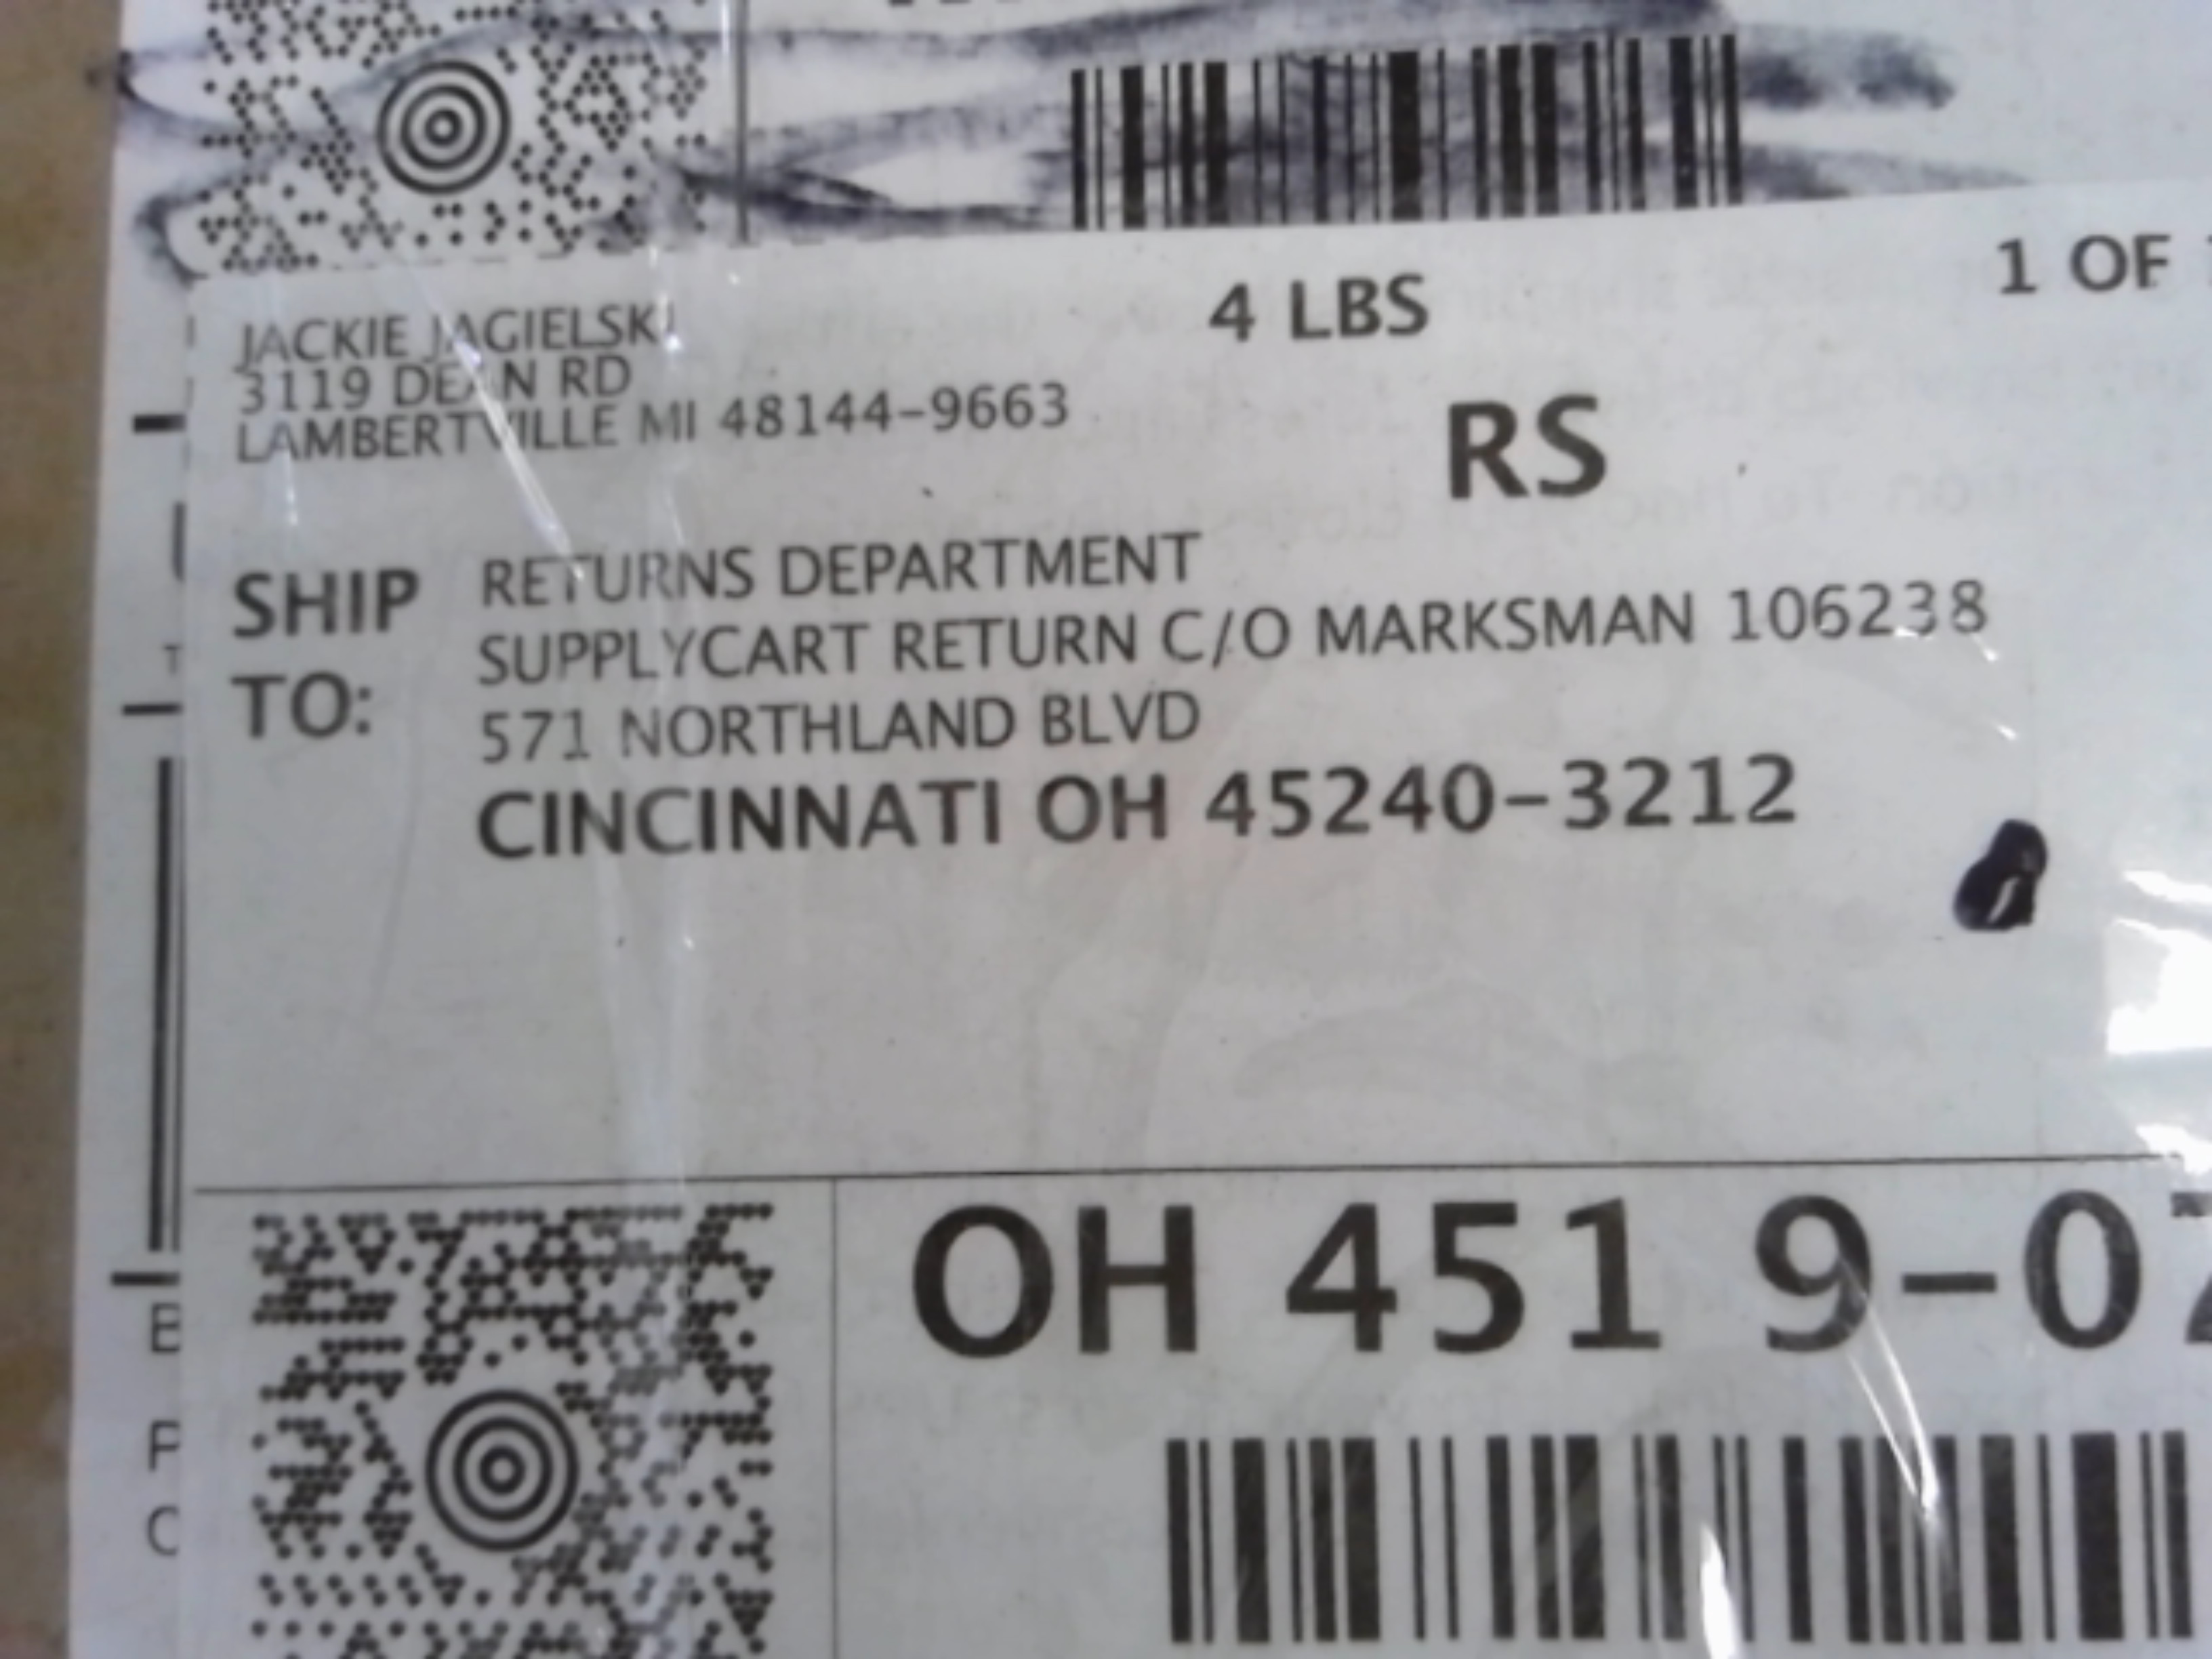 JACKIE JAGIELSKI
4 LBS
1 OF
3119 DEAN RD
LAMBERTVILLE MI 48144-9663
RS
SHIP TO:
RETURNS DEPARTMENT
SUPPLYCART RETURN C/O MARKSMAN 106238
571 NORTHLAND BLVD
CINCINNATI OH 45240-3212
OH 451 9-0